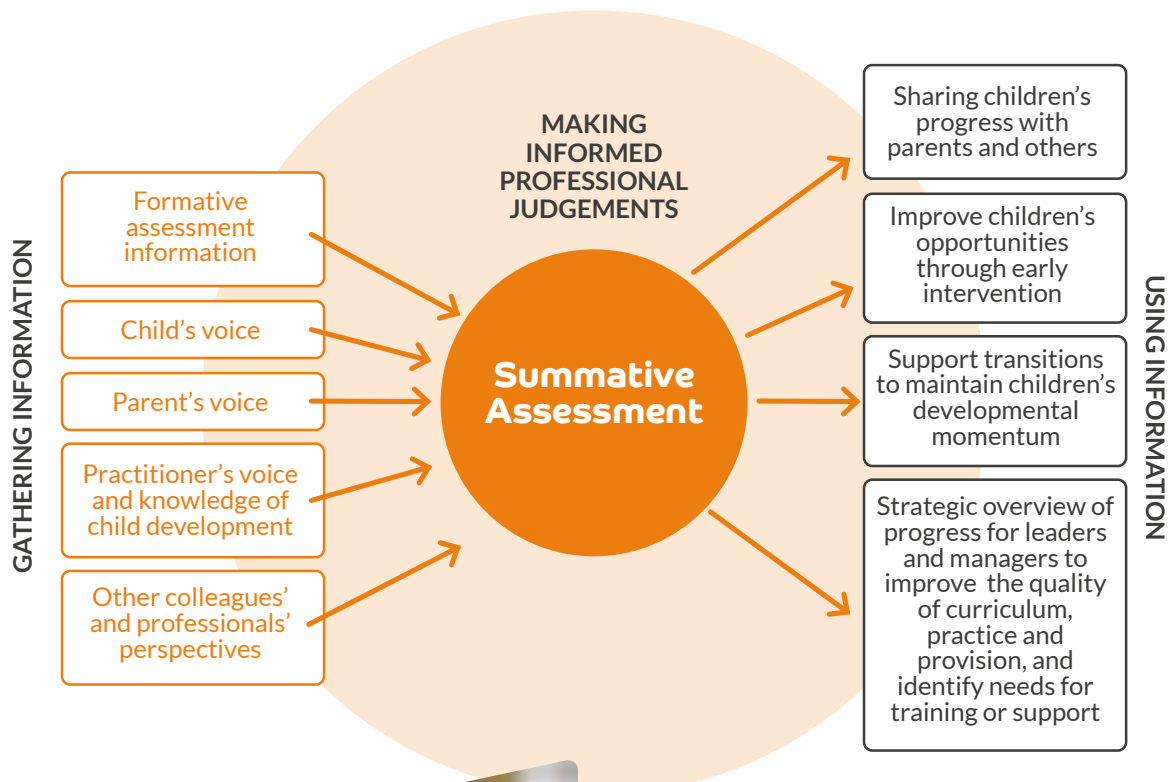 GATHERING INFORMATION
Formative
assessment
information
Child's voice
Parent's voice
Practitioner's voice
and knowledge of
child development
Other colleagues'
and professionals'
perspectives
MAKING
INFORMED
PROFESSIONAL
JUDGEMENTS
Summative
Assessment
Sharing children's
progress with
parents and others
Improve children's
opportunities
through early
intervention
Support transitions
to maintain children's
developmental
momentum
Strategic overview of
progress for leaders
and managers to
improve the quality
of curriculum,
practice and
provision, and
identify needs for
training or support
USING INFORMATION